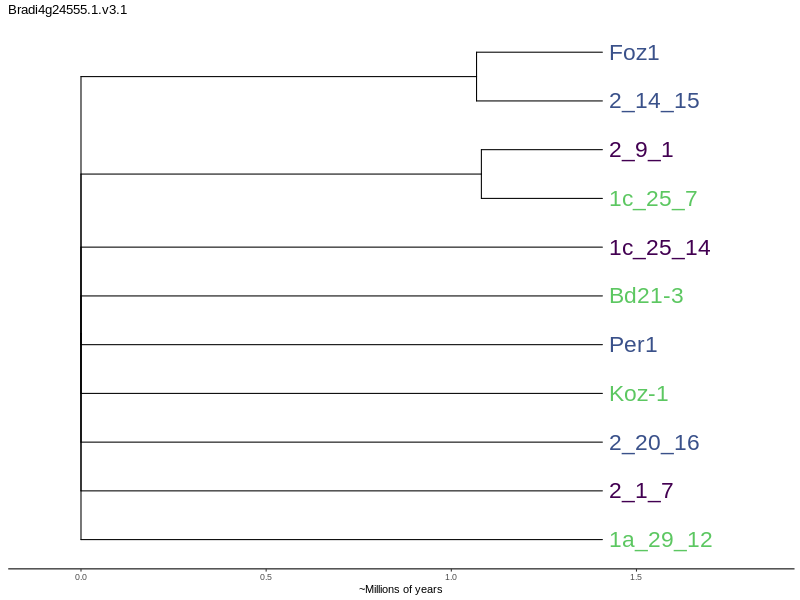 Bradi4g24555.1.v3.1
Foz1
2_14_15
2_9_1
1c_25_7
1c_25_14
Bd21-3
Per1
Koz-1
2_20_16
2_1_7
1a_29_12
0.0 0.5 1.0 1.5
~Millions of years